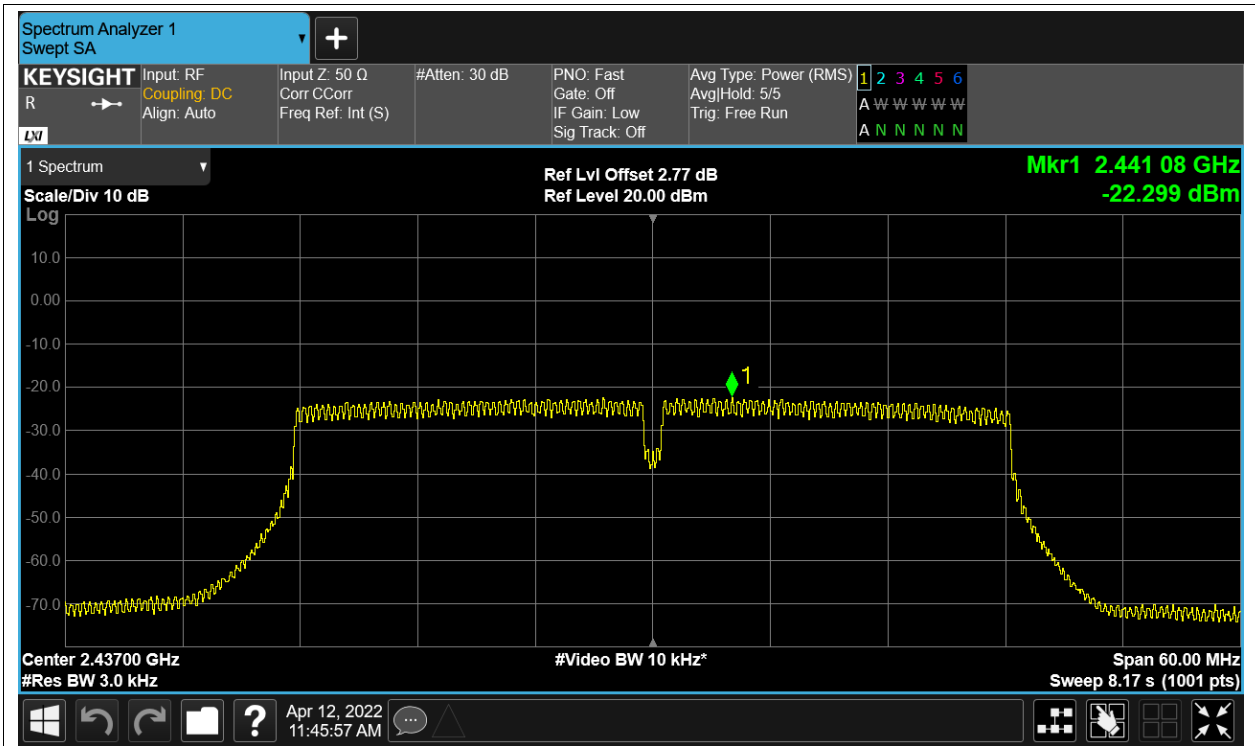 Spectrum Analyzer 1
Swept SA
KEYSIGHT
R
LXI
Input: RF
Coupling: DC
Align: Auto
Input Z: 50 Ω
Corr CCorr
Freq Ref: Int (S)
#Atten: 30 dB
PNO: Fast
Gate: Off
IF Gain: Low
Sig Track: Off
Avg Type: Power (RMS)
Avg|Hold: 5/5
Trig: Free Run
1 2 3 4 5 6
A W W W W W
A N N N N N
1 Spectrum
Scale/Div 10 dB
Log
Ref Lvl Offset 2.77 dB
Ref Level 20.00 dBm
Mkr1 2.441 08 GHz
-22.299 dBm
10.0
0.00
-10.0
-20.0
-30.0
-40.0
-50.0
-60.0
-70.0
1
Center 2.43700 GHz
#Res BW 3.0 kHz
#Video BW 10 kHz*
Span 60.00 MHz
Sweep 8.17 s (1001 pts)
?
Apr 12, 2022
11:45:57 AM